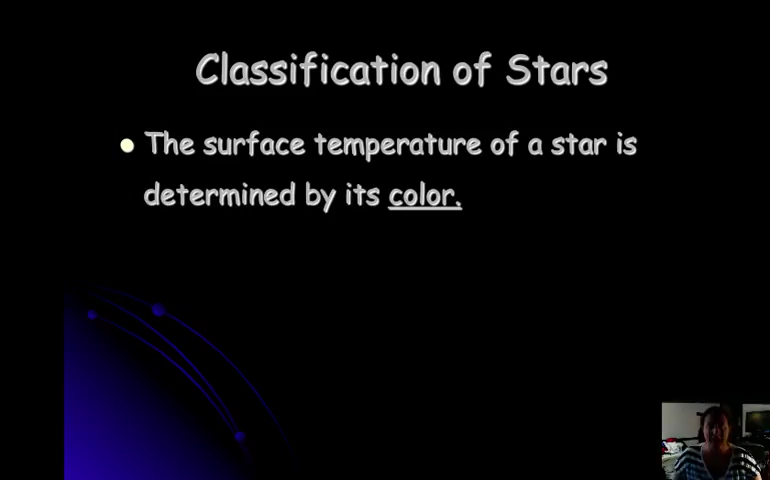 Classification of Stars
The surface temperature of a star is
determined by its color.